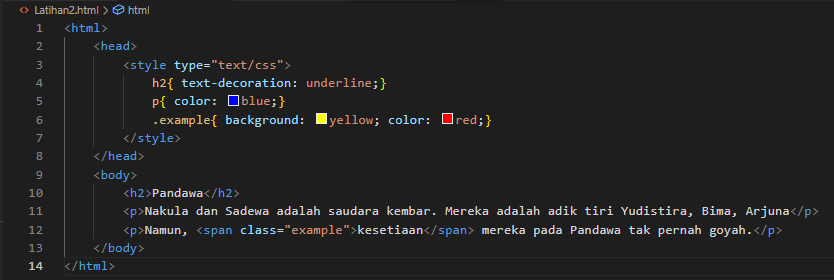 Latihan2.html > html
1 <html>
2     <head>
3         <style type="text/css">
4             h2{ text-decoration: underline;}
5             p{ color: blue;}
6             .example{ background: yellow; color: red;}
7         </style>
8     </head>
9     <body>
10         <h2>Pandawa</h2>
11         <p>Nakula dan Sadewa adalah saudara kembar. Mereka adalah adik tiri Yudistira, Bima, Arjuna</p>
12         <p>Namun, <span class="example">kesetiaan</span> mereka pada Pandawa tak pernah goyah.</p>
13     </body>
14 </html>